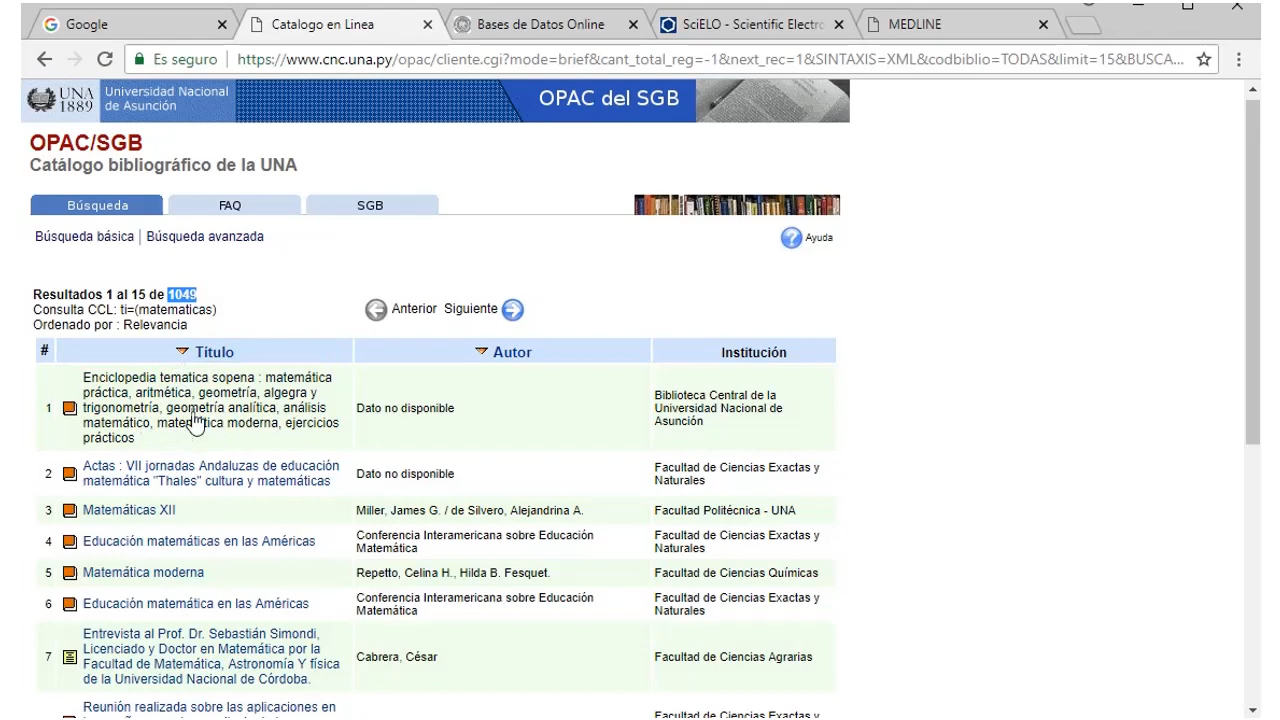 Google
Catalogo en Linea
Bases de Datos Online
SciELO - Scientific Electro
MEDLINE
Es seguro
https://www.cnc.una.py/opac/cliente.cgi?mode=brief&cant_total_reg=-1&next_rec=1&SINTAXIS=XML&codbiblio=TODAS&limit=15&BUSCA...
UNA
1889
Universidad Nacional
de Asunción
OPAC del SGB
OPAC/SGB
Catálogo bibliográfico de la UNA
Búsqueda
FAQ
SGB
Búsqueda básica | Búsqueda avanzada
Ayuda
Resultados 1 al 15 de 1049
Consulta CCL: ti=(matematicas)
Ordenado por : Relevancia
Anterior Siguiente
# Título Autor Institución
1
Enciclopedia tematica sopena : matemática
práctica, aritmética, geometría, algegra y
trigonometría, geometría analítica, análisis
matemático, matemática moderna, ejercicios
prácticos
Dato no disponible
Biblioteca Central de la
Universidad Nacional de
Asunción
2
Actas : VII jornadas Andaluzas de educación
matemática "Thales" cultura y matemáticas
Dato no disponible
Facultad de Ciencias Exactas y
Naturales
3
Matemáticas XII
Miller, James G. / de Silvero, Alejandrina A.
Facultad Politécnica - UNA
4
Educación matemáticas en las Américas
Conferencia Interamericana sobre Educación
Matemática
Facultad de Ciencias Exactas y
Naturales
5
Matemática moderna
Repetto, Celina H., Hilda B. Fesquet.
Facultad de Ciencias Químicas
6
Educación matemática en las Américas
Conferencia Interamericana sobre Educación
Matemática
Facultad de Ciencias Exactas y
Naturales
7
Entrevista al Prof. Dr. Sebastián Simondi,
Licenciado y Doctor en Matemática por la
Facultad de Matemática, Astronomía Y física
de la Universidad Nacional de Córdoba.
Cabrera, César
Facultad de Ciencias Agrarias
Reunión realizada sobre las aplicaciones en
Facultad de Ciencias Exactas y